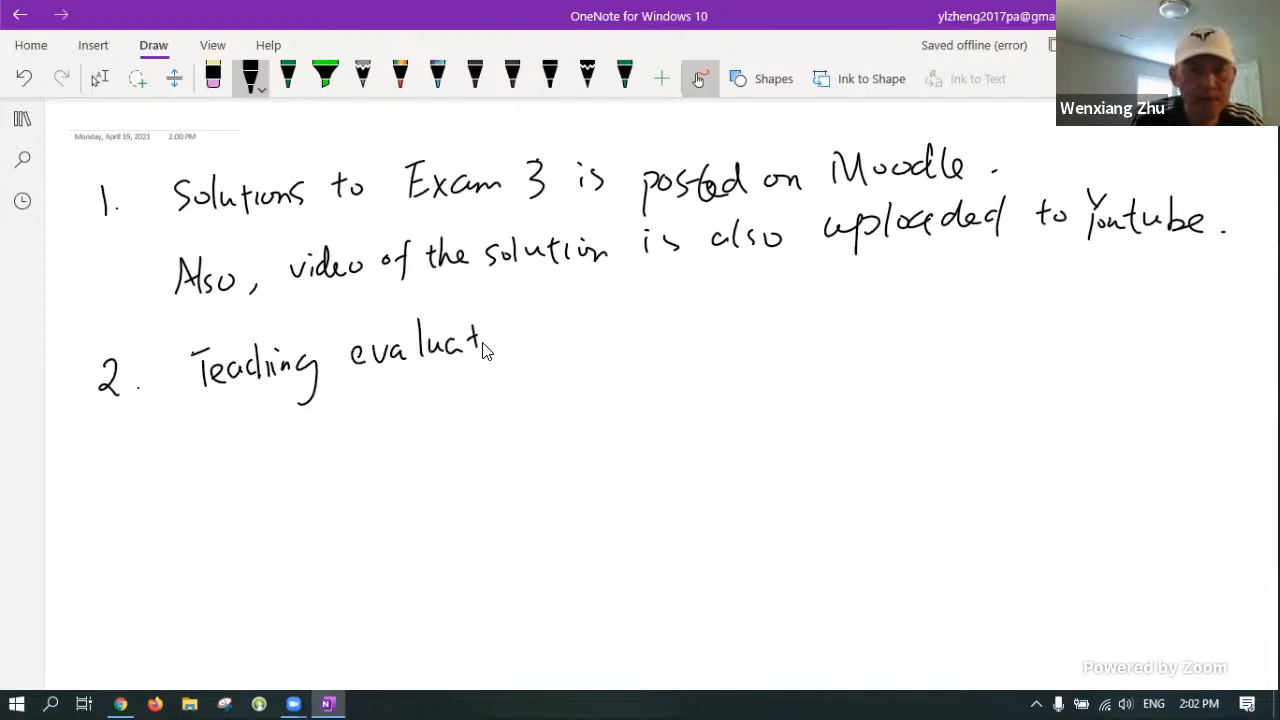 OneNote for Windows 10
ylzheng2017pa@gma
Home Insert Draw View Help
Saved offline (error)
Shapes Ink to Shape Ink to Text
Wenxiang Zhu
Monday, April 19, 2021 2:00 PM
1. Solutions to Exam 3 is posted on Moodle.
Also, video of the solution is also uploaded to Youtube.
2. Teaching evaluat
Powered by Zoom
ENG 2:02 PM